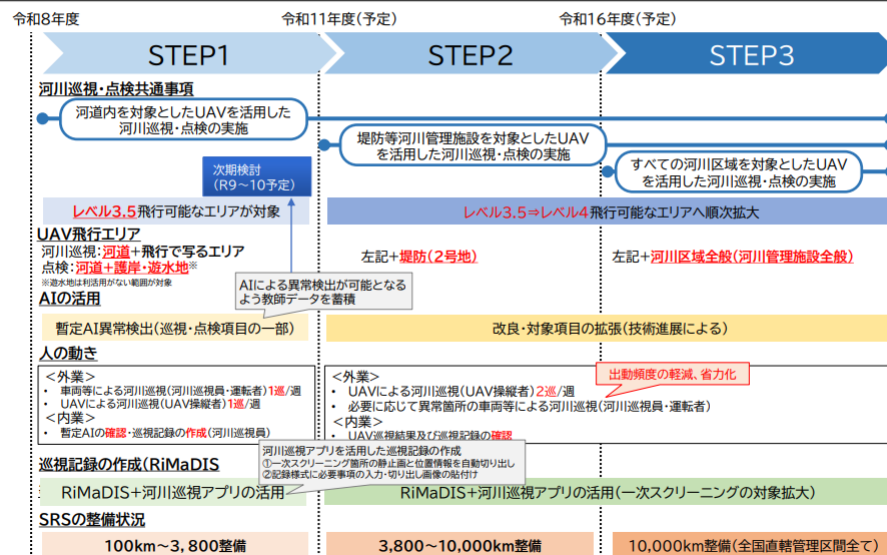 令和8年度
令和11年度(予定)
令和16年度(予定)
STEP1
STEP2
STEP3
河川巡視・点検共通事項
河道内を対象としたUAVを活用した
河川巡視・点検の実施
堤防等河川管理施設を対象としたUAV
を活用した河川巡視・点検の実施
すべての河川区域を対象としたUAV
を活用した河川巡視・点検の実施
次期検討
(R9~10予定)
レベル3.5飛行可能なエリアが対象
レベル3.5⇒レベル4飛行可能なエリアへ順次拡大
UAV飛行エリア
河川巡視:河道+飛行で写るエリア
点検:河道+護岸・遊水地※
※遊水地は利活用がない範囲が対象
左記+堤防(2号地)
左記+河川区域全般(河川管理施設全般)
AIによる異常検出が可能となる
よう教師データを蓄積
AIの活用
暫定AI異常検出(巡視・点検項目の一部)
改良・対象項目の拡張(技術進展による)
人の動き
<外業>
・ 車両等による河川巡視(河川巡視員・運転者)1巡/週
・ UAVによる河川巡視(UAV操縦者)1巡/週
<内業>
・ 暫定AIの確認・巡視記録の作成(河川巡視員)
<外業>
・ UAVによる河川巡視(UAV操縦者)2巡/週
・ 必要に応じて異常箇所の車両等による河川巡視(河川巡視員・運転者)
<内業>
・ UAV巡視結果及び巡視記録の確認
出動頻度の軽減、省力化
河川巡視アプリを活用した巡視記録の作成
①一次スクリーニング箇所の静止画と位置情報を自動切り出し
②記録様式に必要事項の入力・切り出し画像の貼付け
巡視記録の作成(RiMaDIS
RiMaDIS+河川巡視アプリの活用
RiMaDIS+河川巡視アプリの活用(一次スクリーニングの対象拡大)
SRSの整備状況
100km~3,800整備
3,800~10,000km整備
10,000km整備(全国直轄管理区間全て)